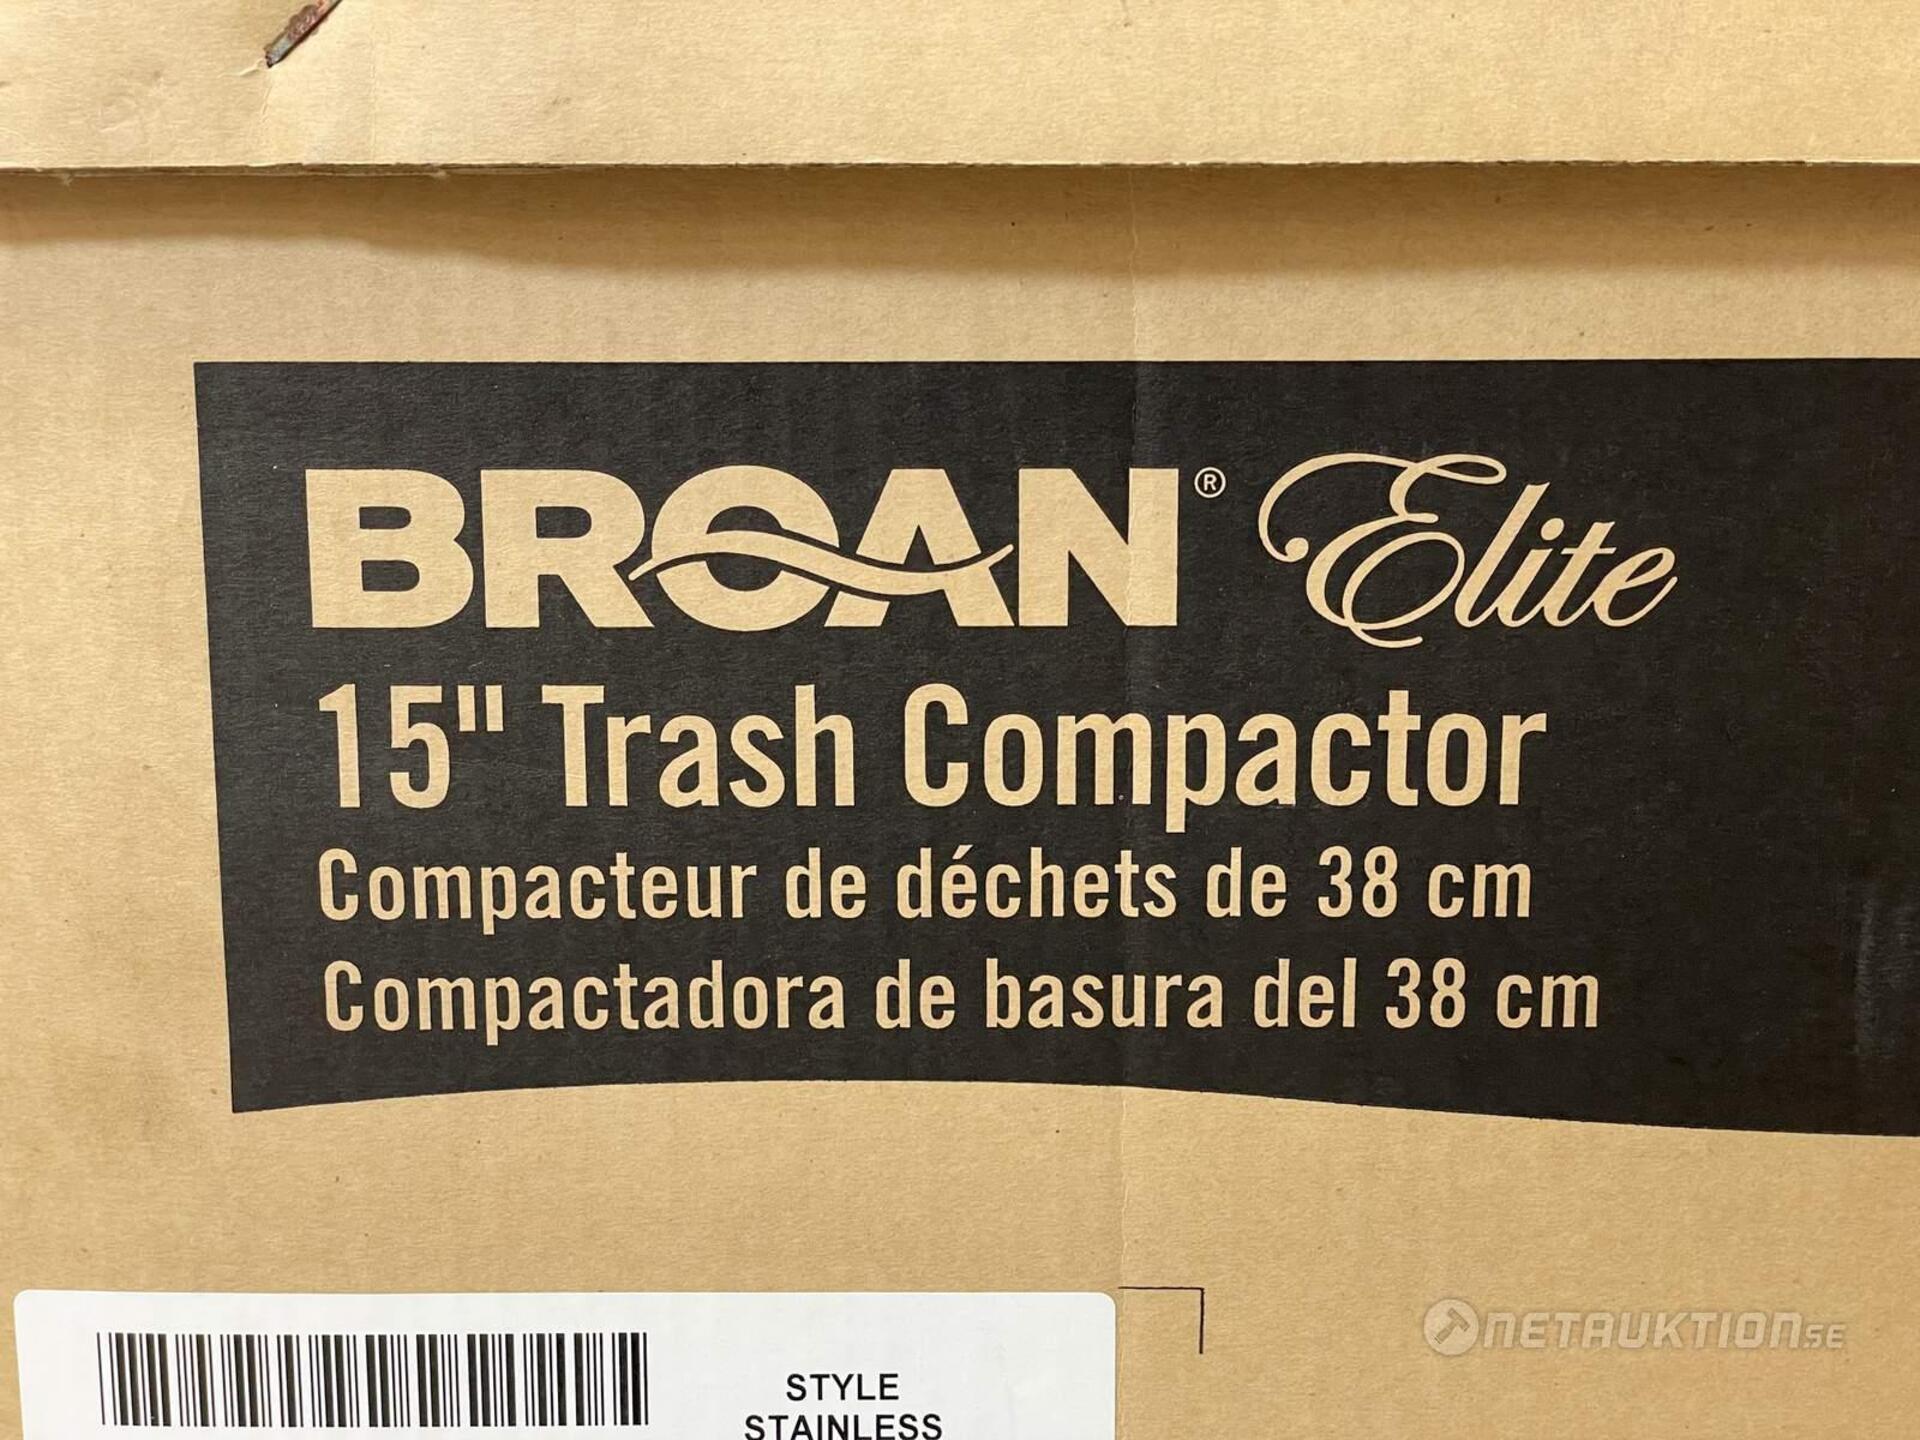 BROAN® Elite
15" Trash Compactor
Compacteur de déchets de 38 cm
Compactadora de basura del 38 cm
STYLE
STAINLESS
NETAUKTION.SE